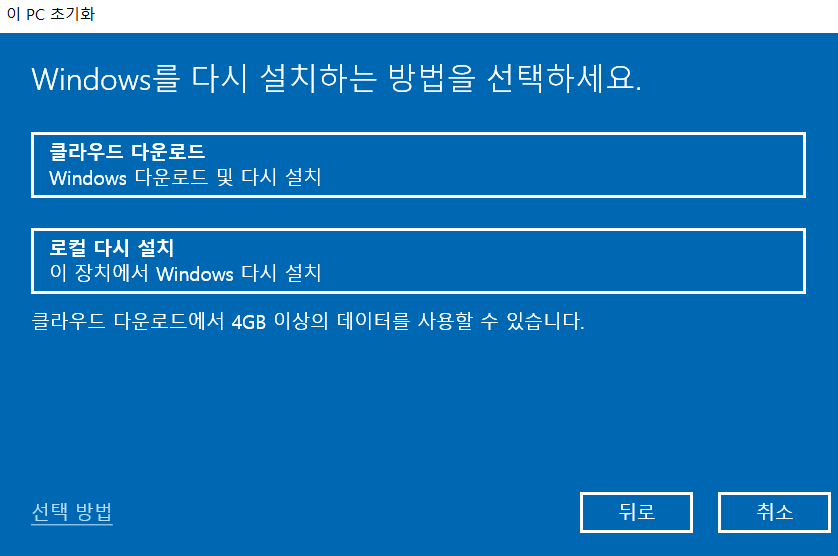 이 PC 초기화
Windows를 다시 설치하는 방법을 선택하세요.
클라우드 다운로드
Windows 다운로드 및 다시 설치
로컬 다시 설치
이 장치에서 Windows 다시 설치
클라우드 다운로드에서 4GB 이상의 데이터를 사용할 수 있습니다.
선택 방법
뒤로
취소